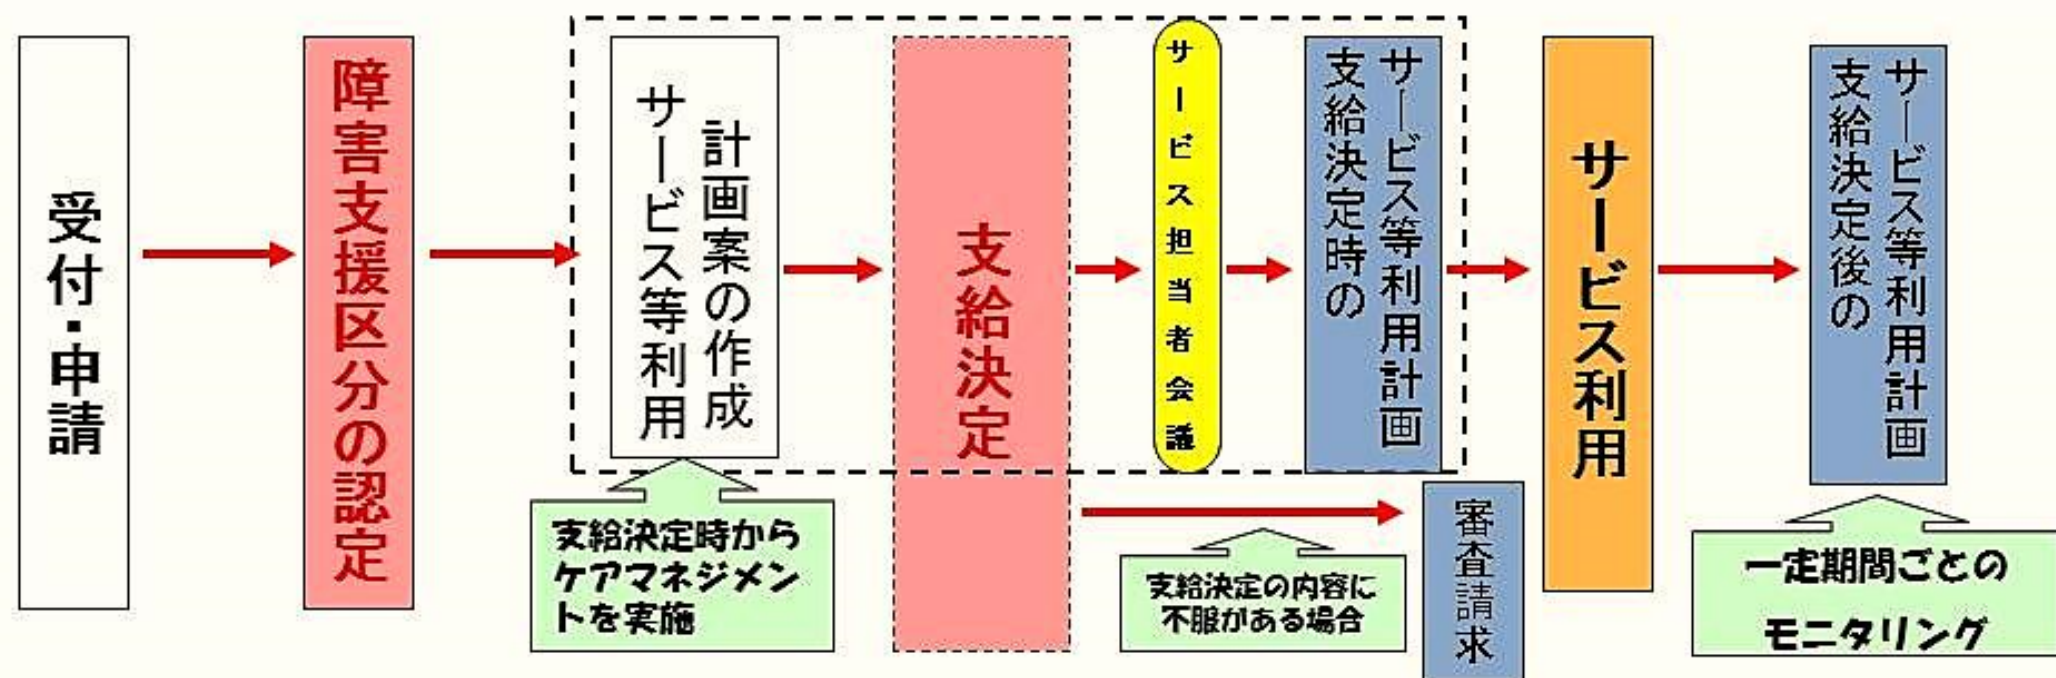 受付・申請
障害支援区分の認定
サービス等利用
計画案の作成
支給決定時から
ケアマネジメン
トを実施
支給決定
サービス担当者会議
支給決定時の
サービス等利用計画
支給決定の内容に
不服がある場合
審査請求
サービス利用
支給決定後の
サービス等利用計画
一定期間ごとの
モニタリング